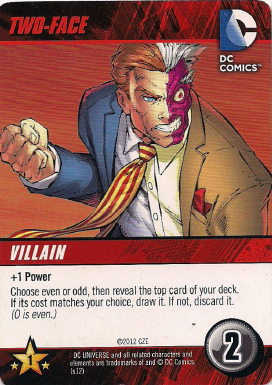 TWO-FACE
DC
DC
COMICS™
VILLAIN
+1 Power
Choose even or odd, then reveal the top card of your deck.
If its cost matches your choice, draw it. If not, discard it.
(0 is even.)
©2012 CZE
1
DC UNIVERSE and all related characters and
elements are trademarks of and © DC Comics.
(s12)
2